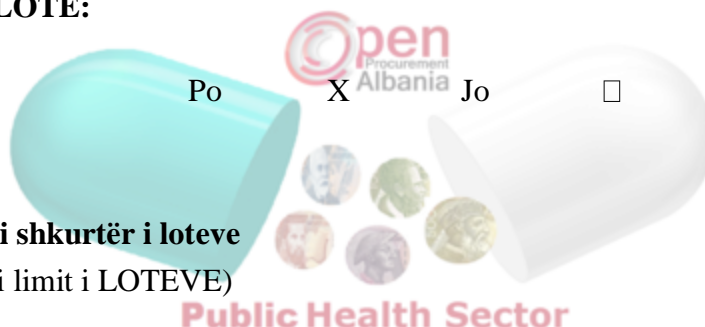 LOTE:
Open
Procurement
Albania
Po X Jo □
i shkurtër i loteve
i limit i LOTEVE)
Public Health Sector